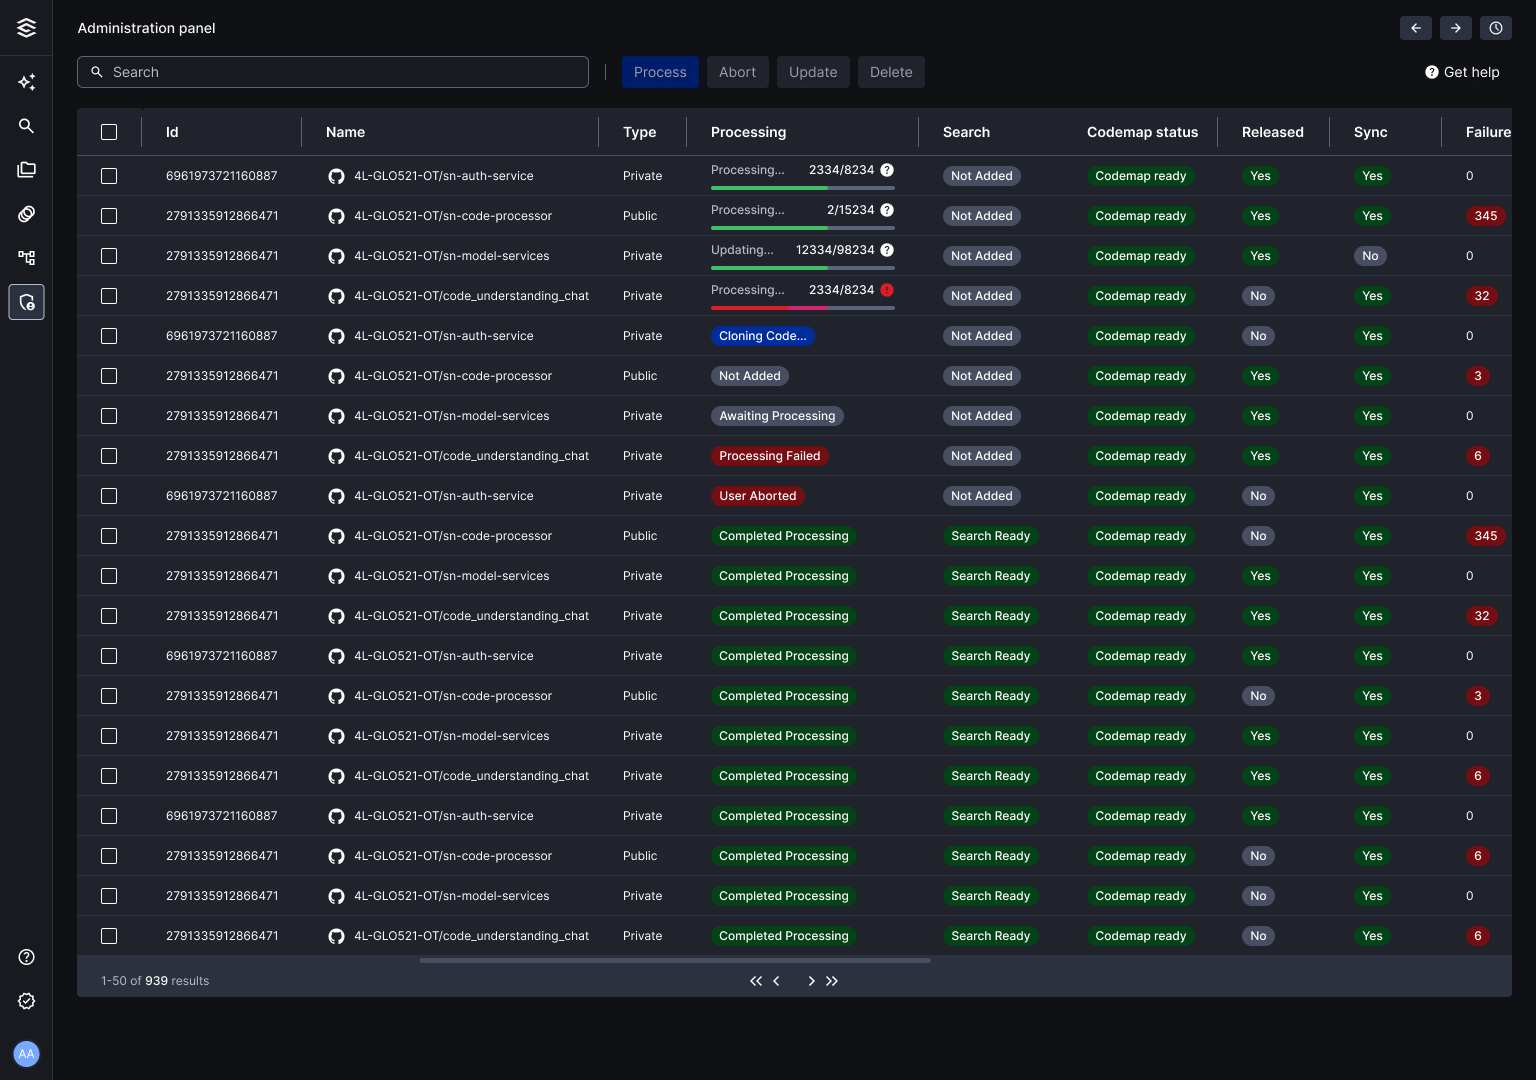 Administration panel
Search Process Abort Update Delete Get help
Id Name Type Processing Search Codemap status Released Sync Failure
6961973721160887 4L-GLO521-OT/sn-auth-service Private Processing... 2334/8234 Not Added Codemap ready Yes Yes 0
2791335912866471 4L-GLO521-OT/sn-code-processor Public Processing... 2/15234 Not Added Codemap ready Yes Yes 345
2791335912866471 4L-GLO521-OT/sn-model-services Private Updating... 12334/98234 Not Added Codemap ready Yes No 0
2791335912866471 4L-GLO521-OT/code_understanding_chat Private Processing... 2334/8234 Not Added Codemap ready No Yes 32
6961973721160887 4L-GLO521-OT/sn-auth-service Private Cloning Code... Not Added Codemap ready No Yes 0
2791335912866471 4L-GLO521-OT/sn-code-processor Public Not Added Not Added Codemap ready Yes Yes 3
2791335912866471 4L-GLO521-OT/sn-model-services Private Awaiting Processing Not Added Codemap ready Yes Yes 0
2791335912866471 4L-GLO521-OT/code_understanding_chat Private Processing Failed Not Added Codemap ready Yes Yes 6
6961973721160887 4L-GLO521-OT/sn-auth-service Private User Aborted Not Added Codemap ready No Yes 0
2791335912866471 4L-GLO521-OT/sn-code-processor Public Completed Processing Search Ready Codemap ready No Yes 345
2791335912866471 4L-GLO521-OT/sn-model-services Private Completed Processing Search Ready Codemap ready Yes Yes 0
2791335912866471 4L-GLO521-OT/code_understanding_chat Private Completed Processing Search Ready Codemap ready Yes Yes 32
6961973721160887 4L-GLO521-OT/sn-auth-service Private Completed Processing Search Ready Codemap ready Yes Yes 0
2791335912866471 4L-GLO521-OT/sn-code-processor Public Completed Processing Search Ready Codemap ready No Yes 3
2791335912866471 4L-GLO521-OT/sn-model-services Private Completed Processing Search Ready Codemap ready Yes Yes 0
2791335912866471 4L-GLO521-OT/code_understanding_chat Private Completed Processing Search Ready Codemap ready Yes Yes 6
6961973721160887 4L-GLO521-OT/sn-auth-service Private Completed Processing Search Ready Codemap ready Yes Yes 0
2791335912866471 4L-GLO521-OT/sn-code-processor Public Completed Processing Search Ready Codemap ready No Yes 6
2791335912866471 4L-GLO521-OT/sn-model-services Private Completed Processing Search Ready Codemap ready No Yes 0
2791335912866471 4L-GLO521-OT/code_understanding_chat Private Completed Processing Search Ready Codemap ready No Yes 6
1-50 of 939 results
AA